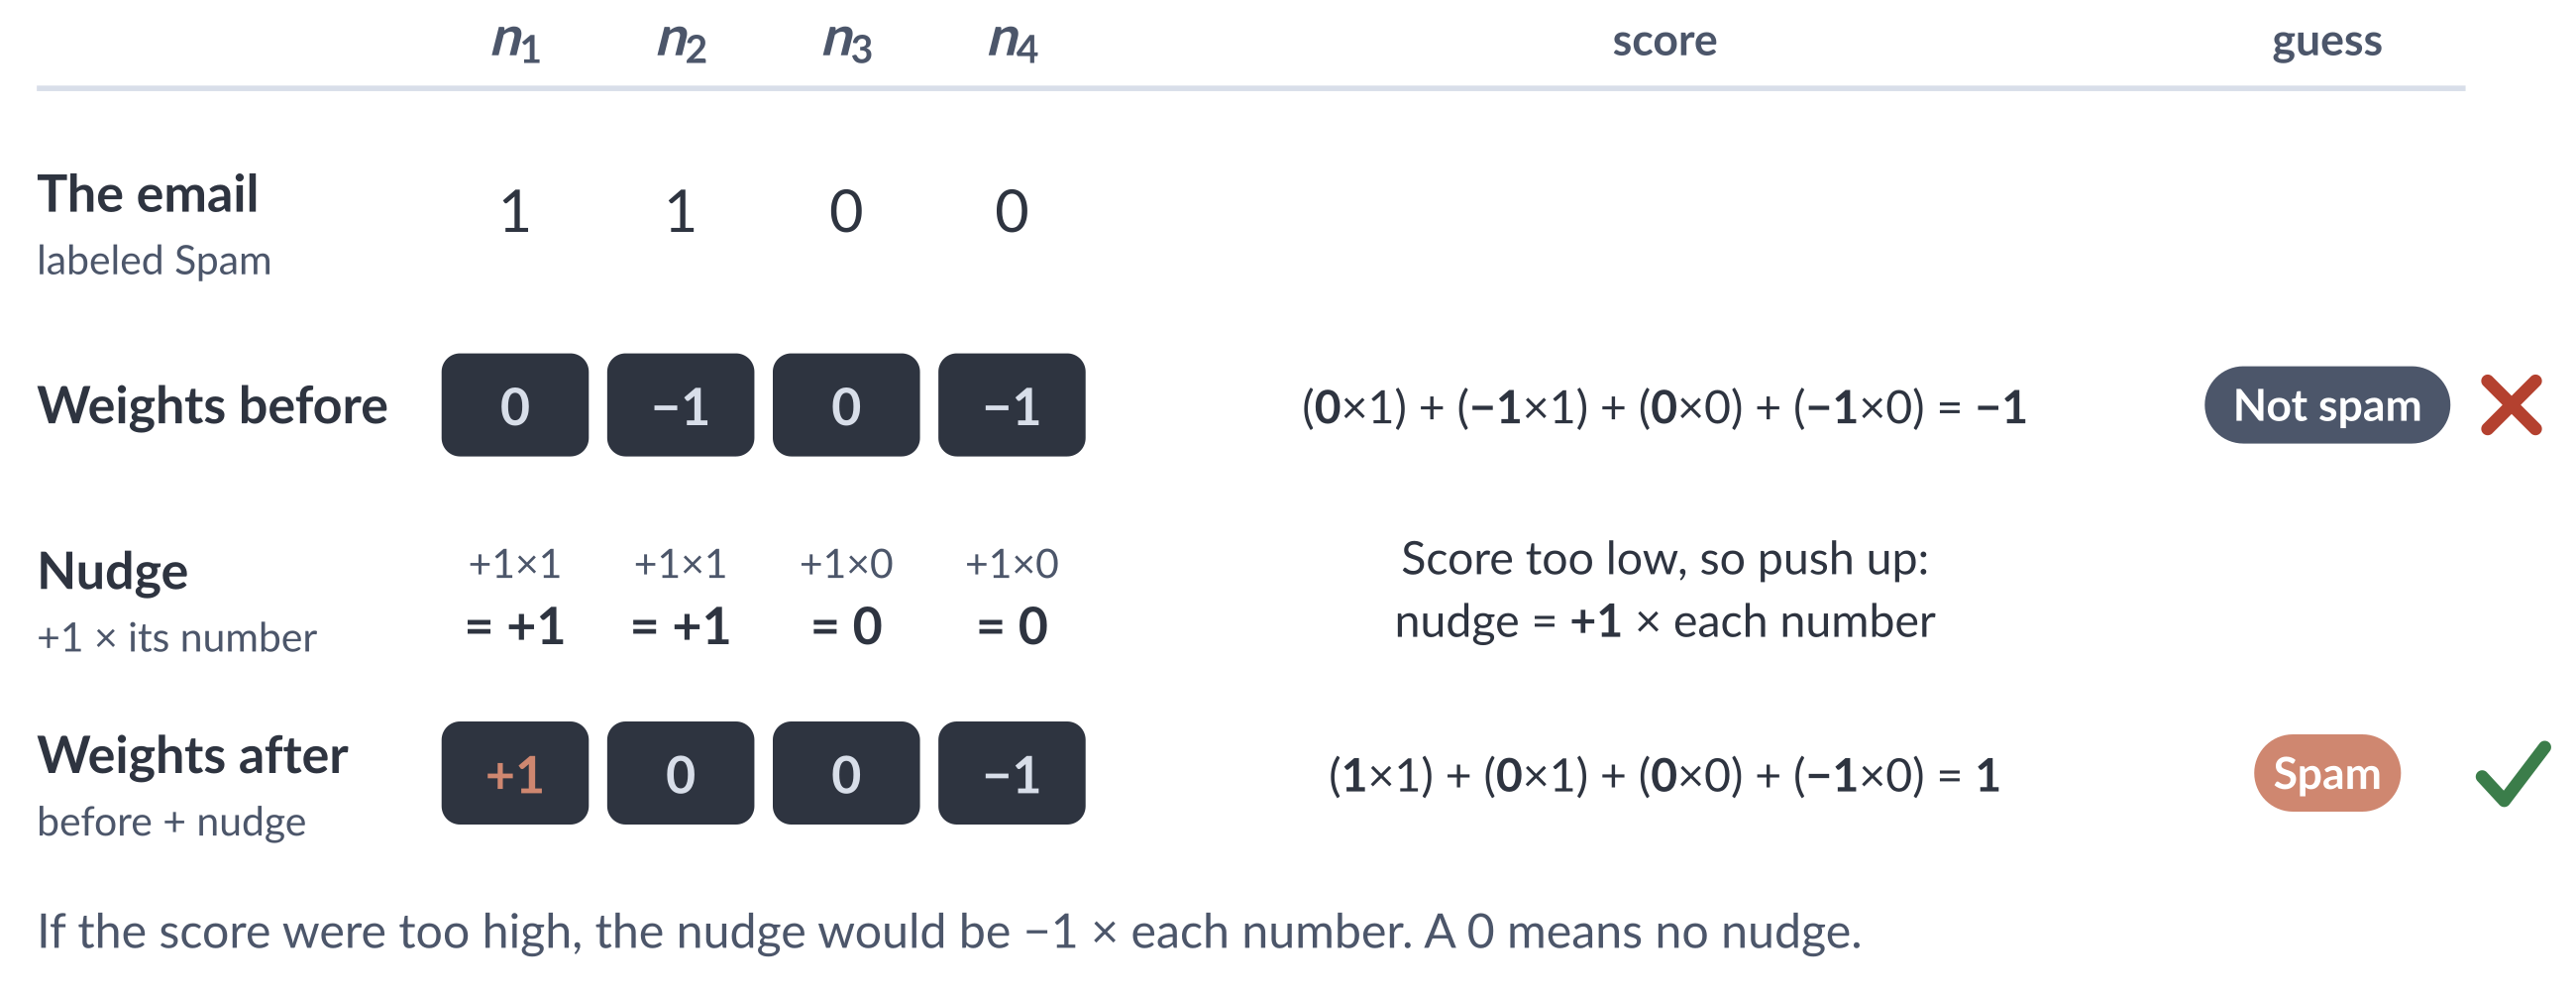 n₁ n₂ n₃ n₄ score guess
The email 1 1 0 0
labeled Spam
Weights before 0 −1 0 −1 (0×1) + (−1×1) + (0×0) + (−1×0) = −1 Not spam
Nudge +1×1 +1×1 +1×0 +1×0 Score too low, so push up:
+1 × its number = +1 = +1 = 0 = 0 nudge = +1 × each number
Weights after +1 0 0 −1 (1×1) + (0×1) + (0×0) + (−1×0) = 1 Spam
before + nudge
If the score were too high, the nudge would be −1 × each number. A 0 means no nudge.